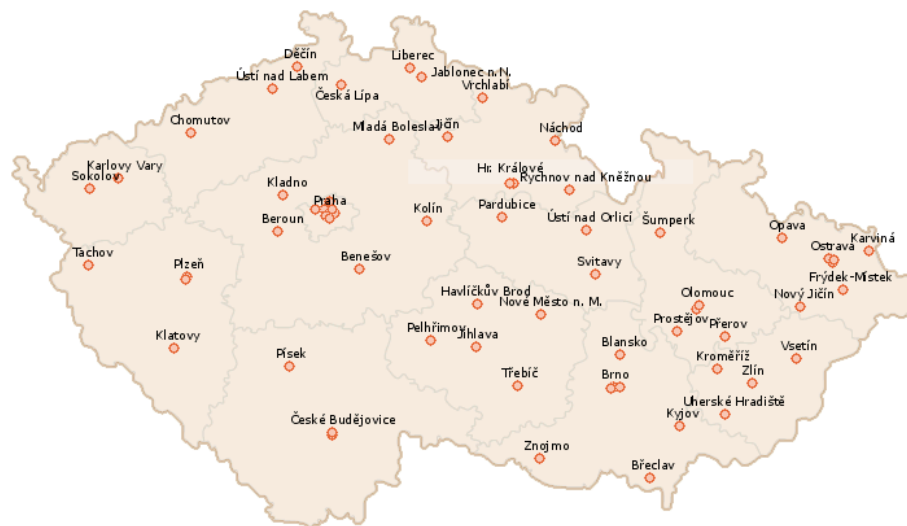 Děčín
Liberec
Ústí nad Labem
Jablonec n. N.
Česká Lípa
Vrchlabí
Chomutov
Mladá Boleslav
Jičín
Náchod
Karlovy Vary
Sokolov
Hr. Králové
Rychnov nad Kněžnou
Kladno
Praha
Pardubice
Beroun
Kolín
Ústí nad Orlicí
Šumperk
Opava
Karviná
Ostrava
Tachov
Plzeň
Benešov
Svitavy
Frýdek-Místek
Havlíčkův Brod
Nové Město n. M.
Olomouc
Nový Jičín
Klatovy
Pelhřimov
Jihlava
Prostějov
Přerov
Písek
Blansko
Vsetín
Kroměříž
Třebíč
Brno
Zlín
České Budějovice
Uherské Hradiště
Kyjov
Znojmo
Břeclav